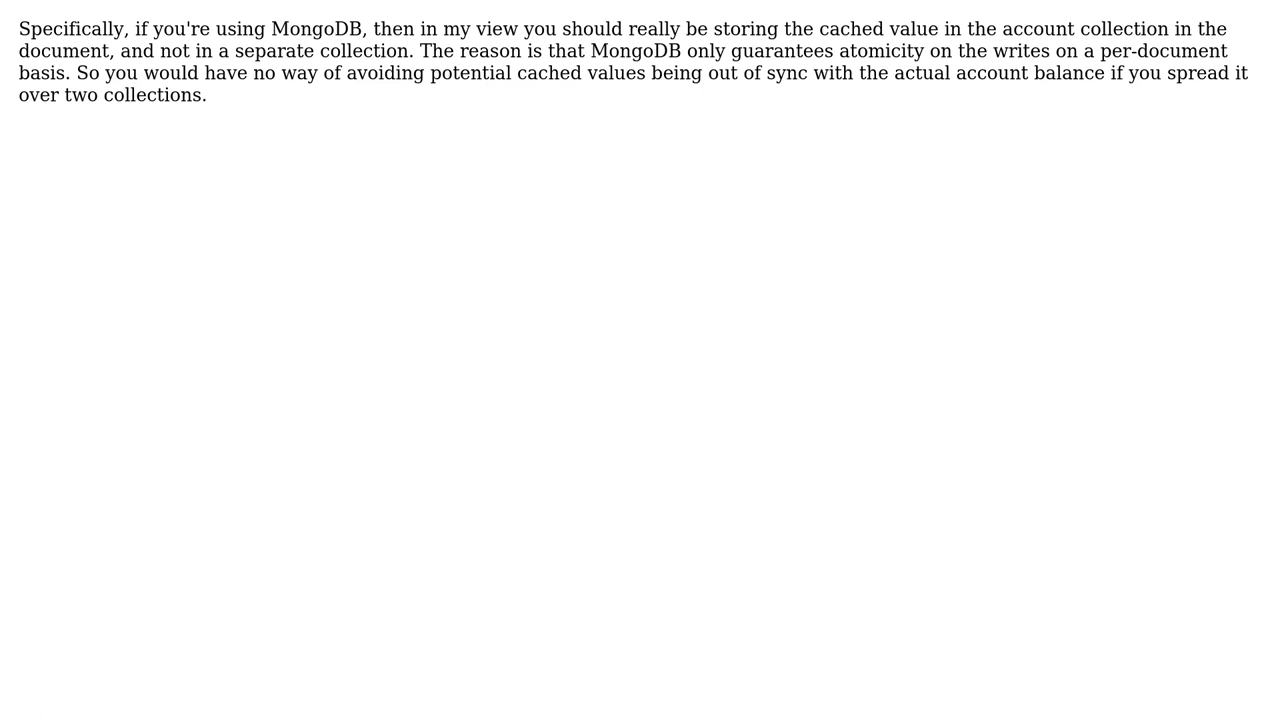 Specifically, if you're using MongoDB, then in my view you should really be storing the cached value in the account collection in the
document, and not in a separate collection. The reason is that MongoDB only guarantees atomicity on the writes on a per-document
basis. So you would have no way of avoiding potential cached values being out of sync with the actual account balance if you spread it
over two collections.